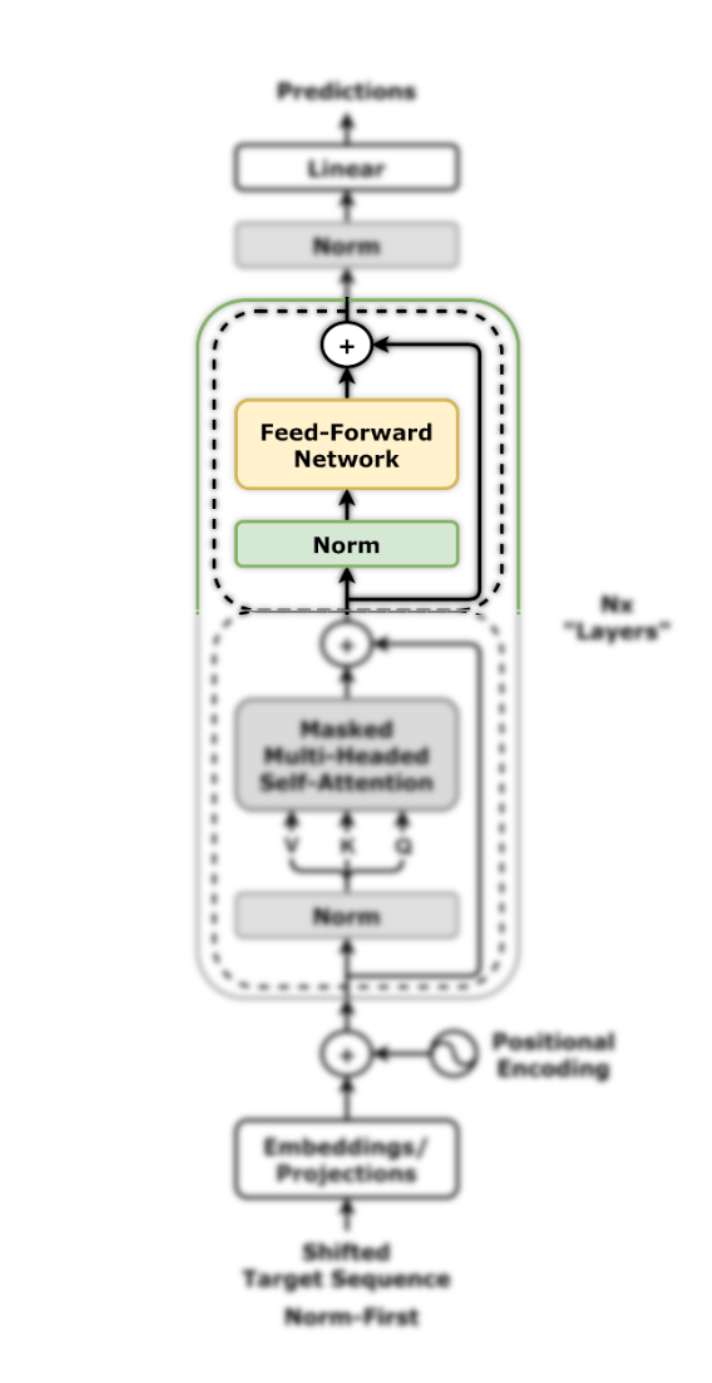 Predictions
Linear
Norm
+
Feed-Forward
Network
Norm
Nx
"Layers"
+
Masked
Multi-Headed
Self-Attention
V K Q
Norm
+
Positional
Encoding
Embeddings/
Projections
Shifted
Target Sequence
Norm-First